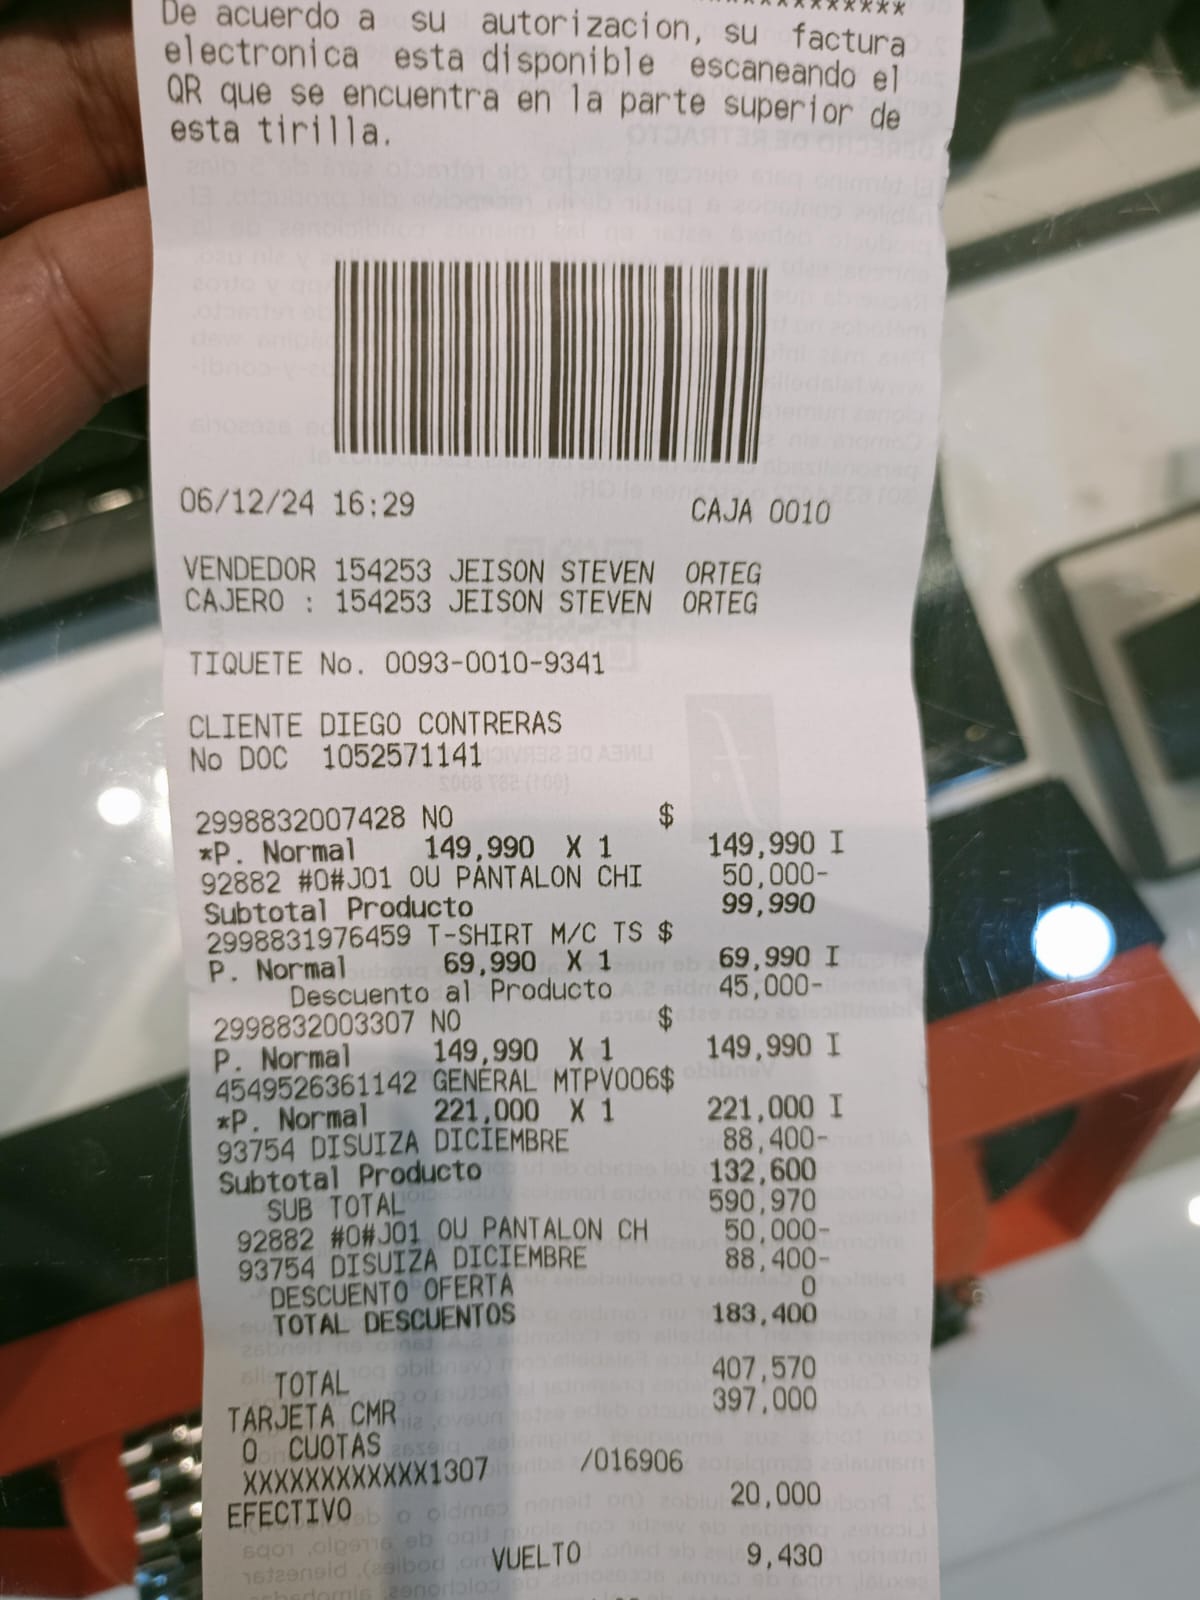 De acuerdo a su autorizacion, su factura
electronica esta disponible escaneando el
QR que se encuentra en la parte superior de
esta tirilla.
06/12/24 16:29 CAJA 0010
VENDEDOR 154253 JEISON STEVEN ORTEG
CAJERO : 154253 JEISON STEVEN ORTEG
TIQUETE No. 0093-0010-9341
CLIENTE DIEGO CONTRERAS
No DOC 1052571141
2998832007428 NO $
*P. Normal 149,990 X 1 149,990 I
92882 #0#J01 OU PANTALON CHI 50,000-
Subtotal Producto 99,990
2998831976459 T-SHIRT M/C TS $
P. Normal 69,990 X 1 69,990 I
Descuento al Producto 45,000-
2998832003307 NO $
P. Normal 149,990 X 1 149,990 I
4549526361142 GENERAL MTPV006$
*P. Normal 221,000 X 1 221,000 I
93754 DISUIZA DICIEMBRE 88,400-
Subtotal Producto 132,600
SUB TOTAL 590,970
92882 #0#J01 OU PANTALON CH 50,000-
93754 DISUIZA DICIEMBRE 88,400-
DESCUENTO OFERTA 0
TOTAL DESCUENTOS 183,400
TOTAL 407,570
TARJETA CMR 397,000
0 CUOTAS
XXXXXXXXXXXX1307 /016906
EFECTIVO 20,000
VUELTO 9,430